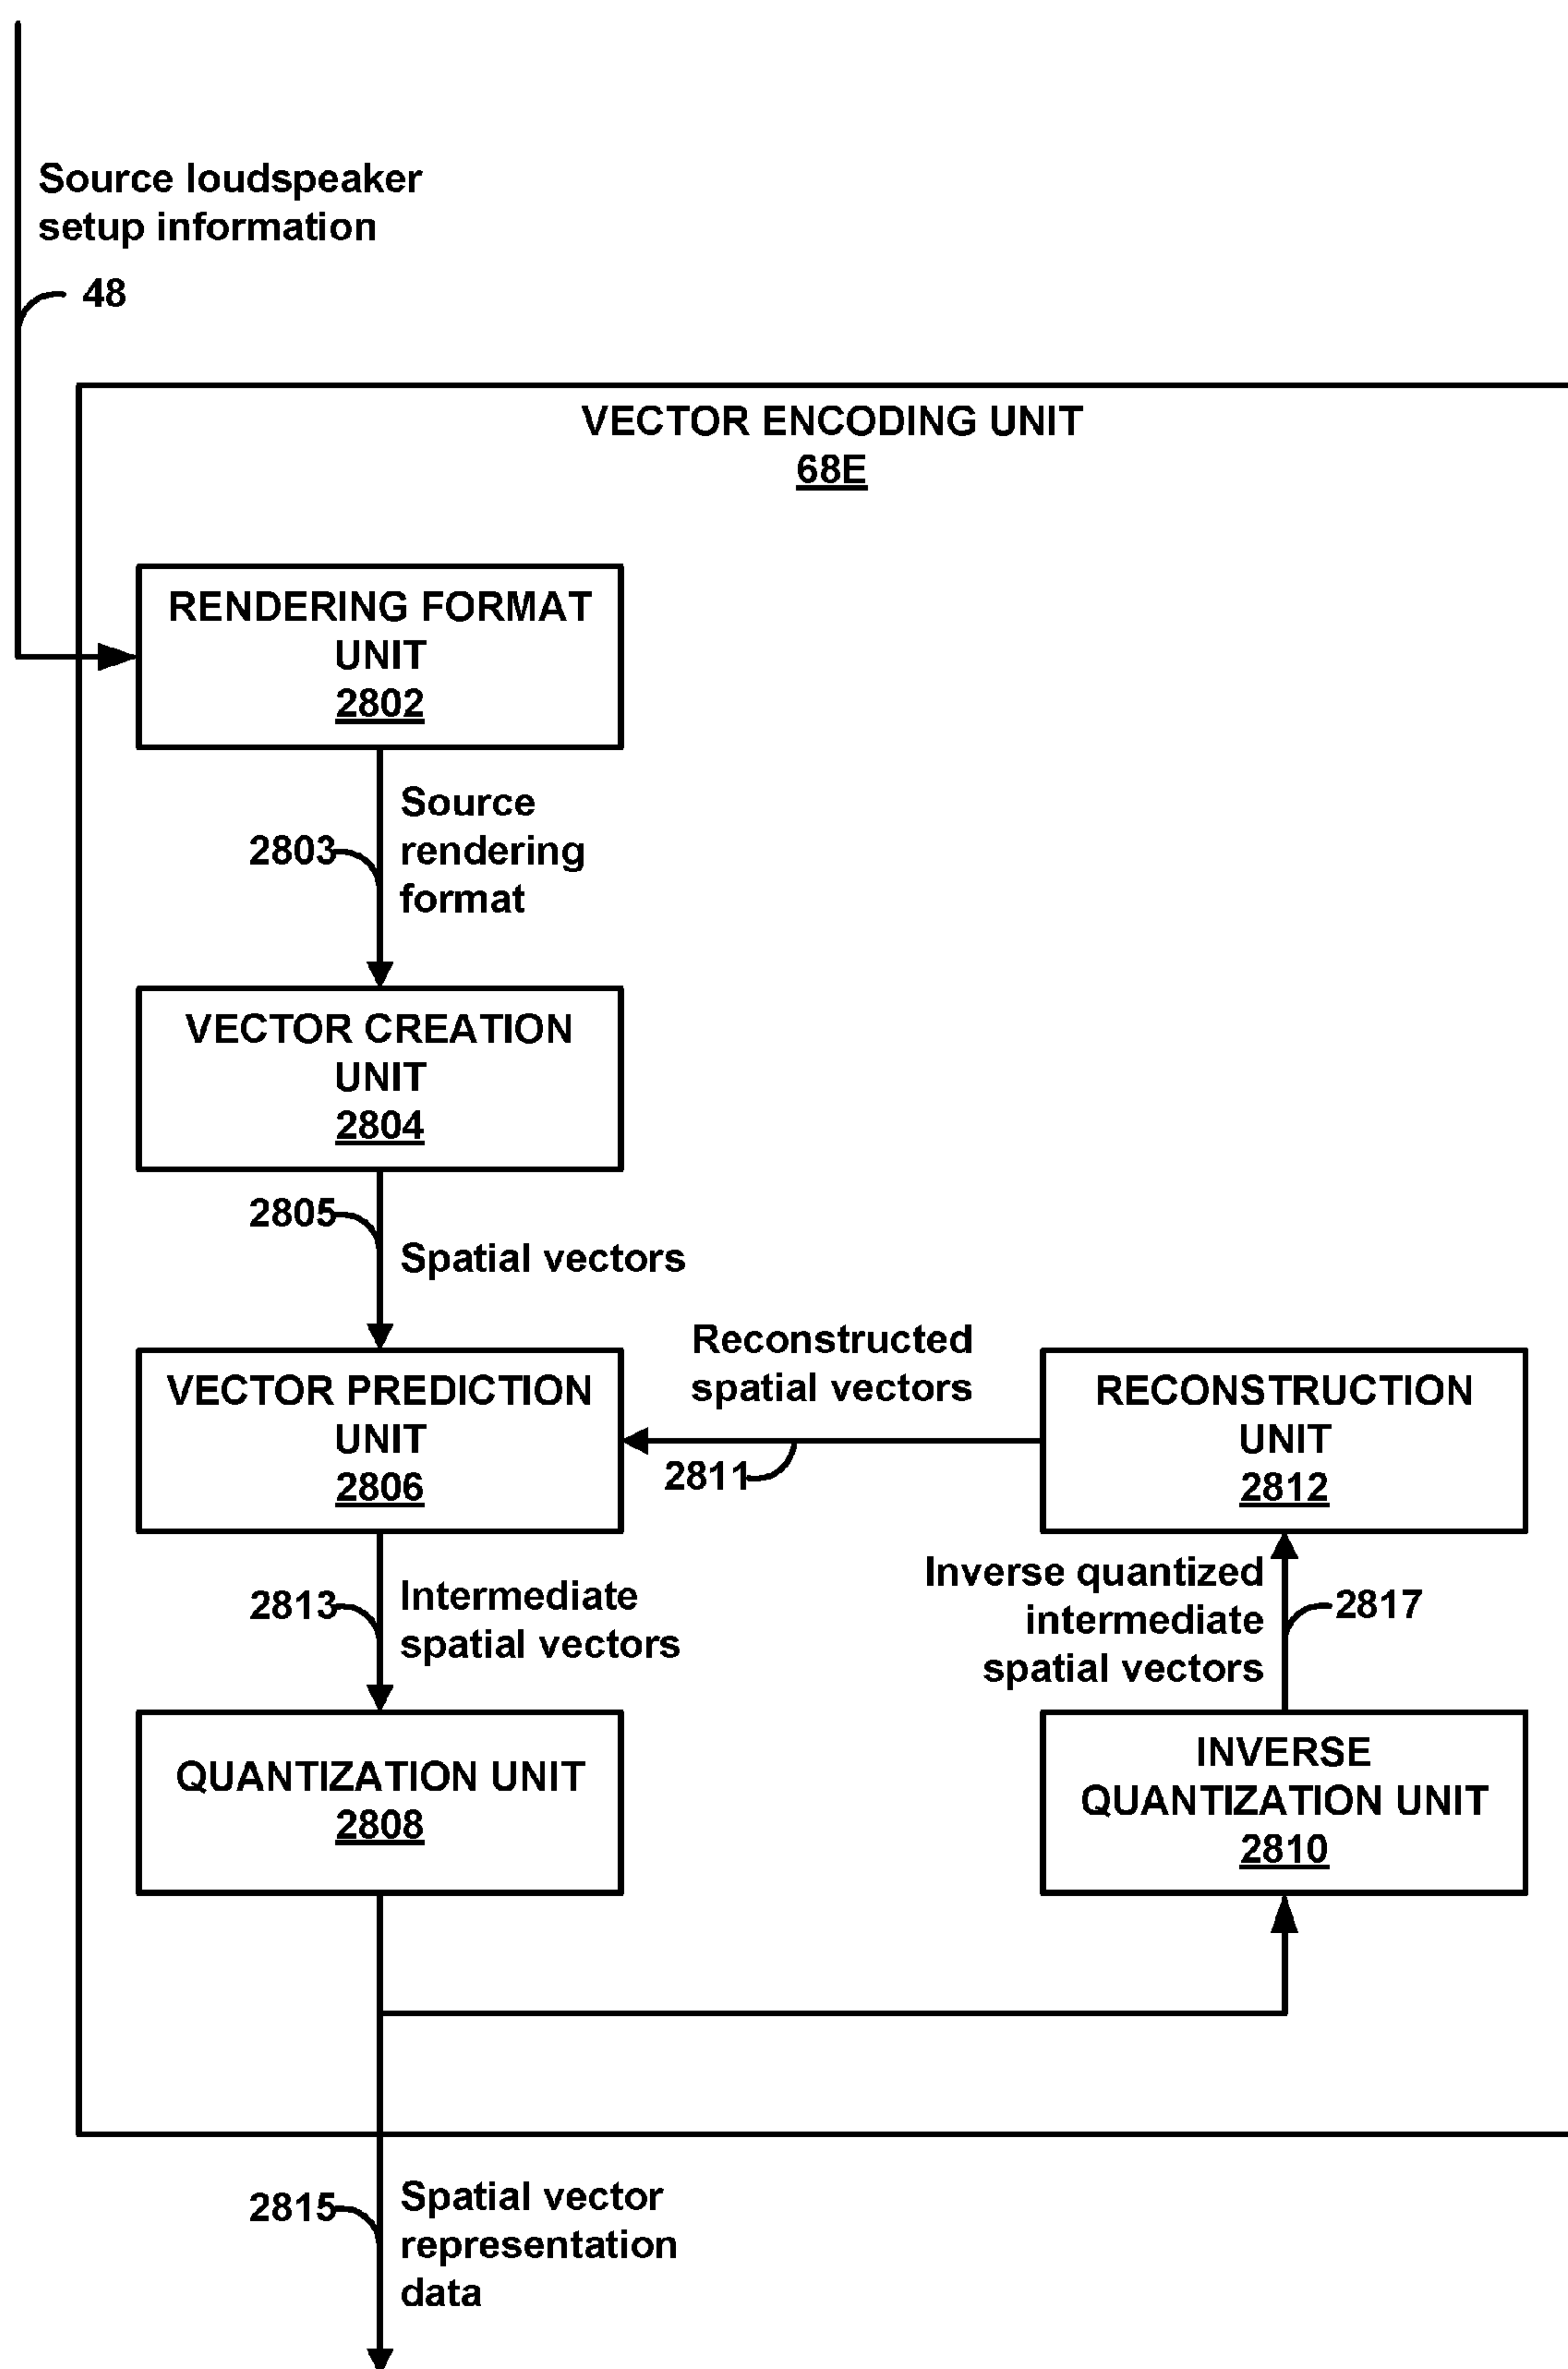 Source loudspeaker
setup information
48
VECTOR ENCODING UNIT
68E
RENDERING FORMAT
UNIT
2802
2803
Source
rendering
format
VECTOR CREATION
UNIT
2804
2805
Spatial vectors
VECTOR PREDICTION
UNIT
2806
Reconstructed
spatial vectors
2811
RECONSTRUCTION
UNIT
2812
2813
Intermediate
spatial vectors
Inverse quantized
intermediate
spatial vectors
2817
QUANTIZATION UNIT
2808
INVERSE
QUANTIZATION UNIT
2810
2815
Spatial vector
representation
data